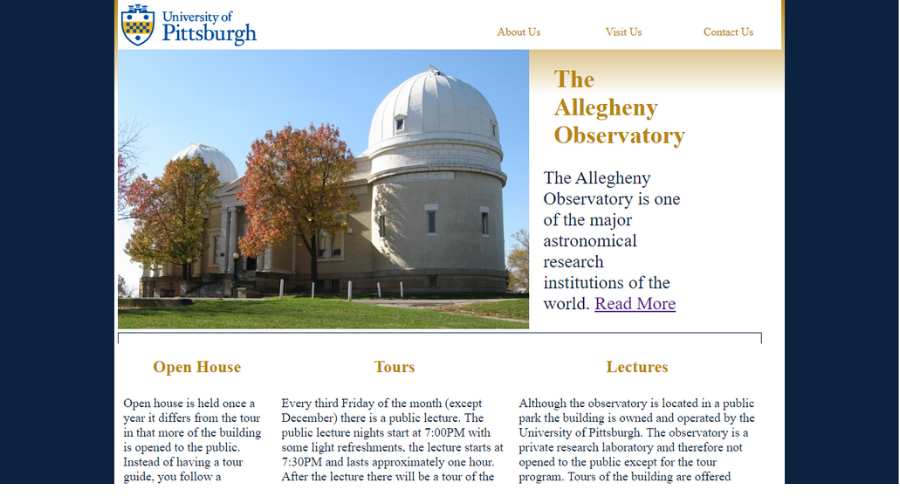 University of
Pittsburgh
About Us
Visit Us
Contact Us
The
Allegheny
Observatory
The Allegheny
Observatory is one
of the major
astronomical
research
institutions of the
world. Read More
Open House
Open house is held once a
year it differs from the tour
in that more of the building
is opened to the public.
Instead of having a tour
guide, you follow a
Tours
Every third Friday of the month (except
December) there is a public lecture. The
public lecture nights start at 7:00PM with
some light refreshments, the lecture starts at
7:30PM and lasts approximately one hour.
After the lecture there will be a tour of the
Lectures
Although the observatory is located in a public
park the building is owned and operated by the
University of Pittsburgh. The observatory is a
private research laboratory and therefore not
opened to the public except for the tour
program. Tours of the building are offered